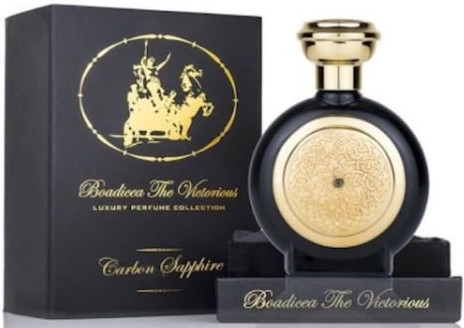 Boadicea The Victorious
LUXURY PERFUME COLLECTION
Carbon Sapphire
Boadicea The Victorious